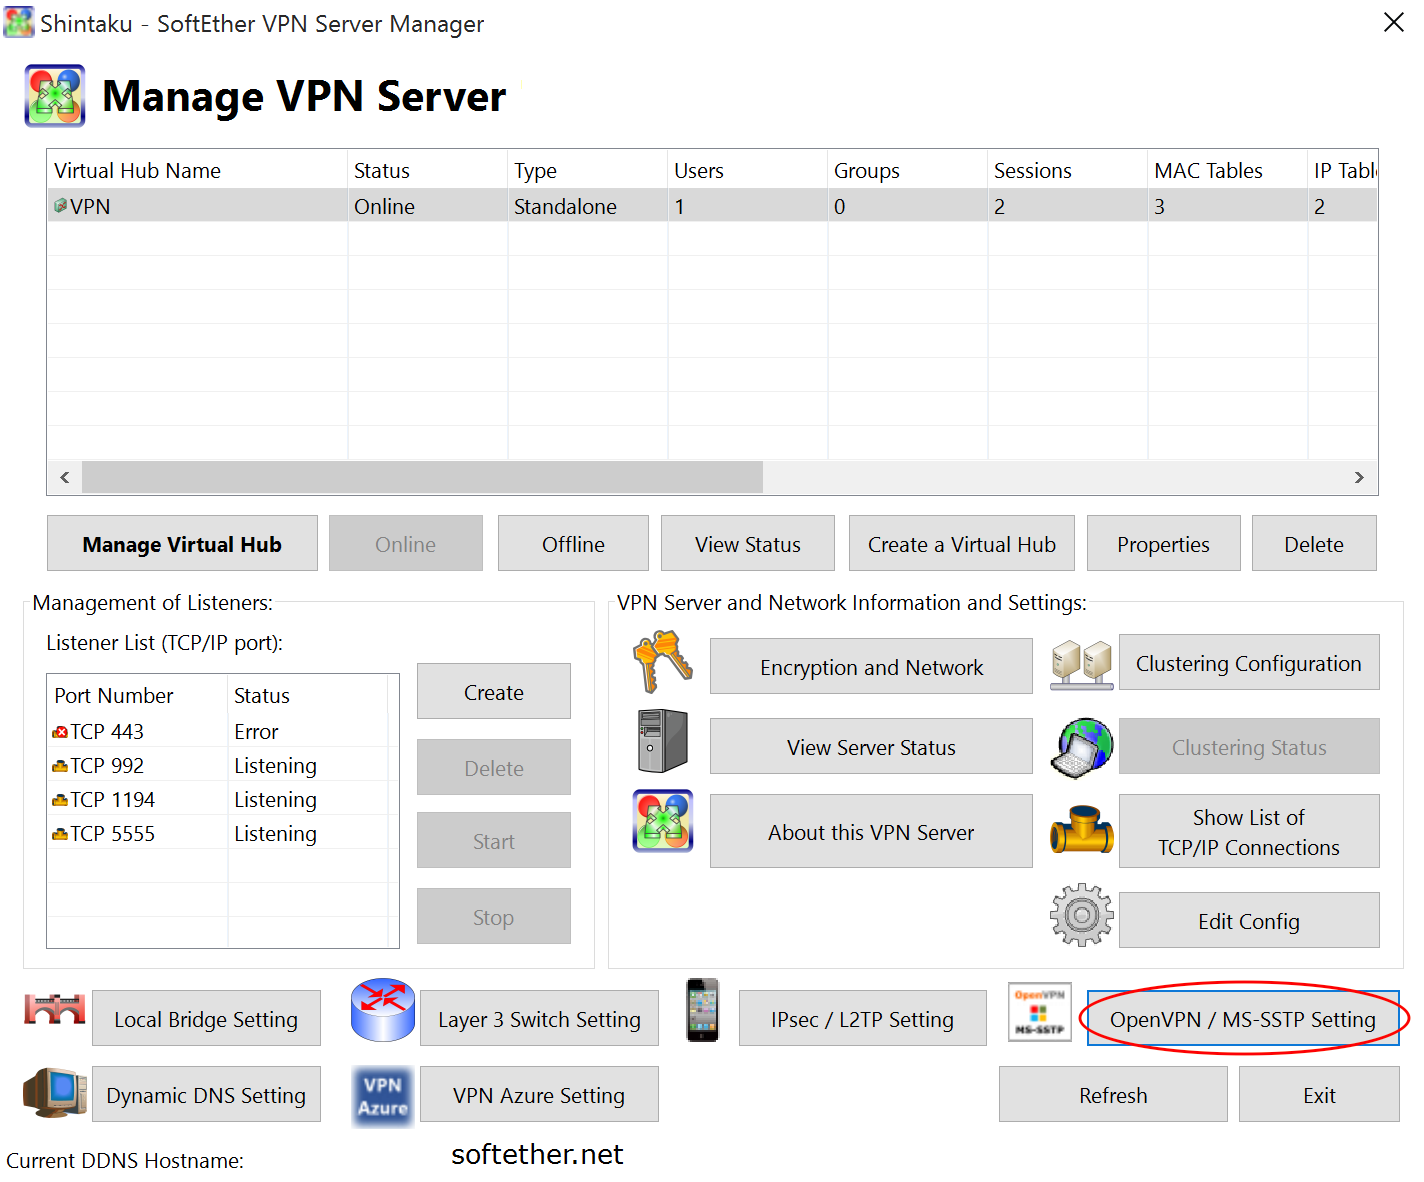 Shintaku - SoftEther VPN Server Manager
Manage VPN Server
Virtual Hub Name Status Type Users Groups Sessions MAC Tables IP Tabl
VPN Online Standalone 1 0 2 3 2
Manage Virtual Hub Online Offline View Status Create a Virtual Hub Properties Delete
Management of Listeners:
Listener List (TCP/IP port):
Port Number Status
TCP 443 Error
TCP 992 Listening
TCP 1194 Listening
TCP 5555 Listening
Create
Delete
Start
Stop
VPN Server and Network Information and Settings:
Encryption and Network
Clustering Configuration
View Server Status
Clustering Status
About this VPN Server
Show List of
TCP/IP Connections
Edit Config
Local Bridge Setting
Layer 3 Switch Setting
IPsec / L2TP Setting
OpenVPN
MS-SSTP
OpenVPN / MS-SSTP Setting
Dynamic DNS Setting
VPN
Azure
VPN Azure Setting
Refresh
Exit
Current DDNS Hostname:
softether.net